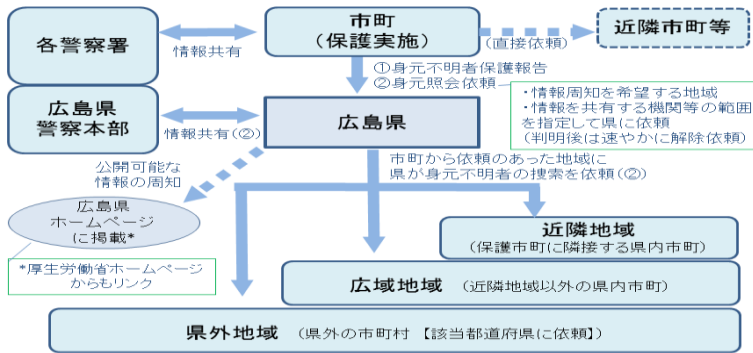 各警察署
情報共有
市町
(保護実施)
(直接依頼)
近隣市町等
①身元不明者保護報告
②身元照会依頼
・情報周知を希望する地域
・情報を共有する機関等の範囲
を指定して県に依頼
(判明後は速やかに解除依頼)
広島県
警察本部
情報共有(②)
広島県
公開可能な
情報の周知
市町から依頼のあった地域に
県が身元不明者の捜索を依頼(②)
広島県
ホームページ
に掲載*
*厚生労働省ホームページ
からもリンク
近隣地域
(保護市町に隣接する県内市町)
広域地域 (近隣地域以外の県内市町)
県外地域 (県外の市町村 【該当都道府県に依頼】)